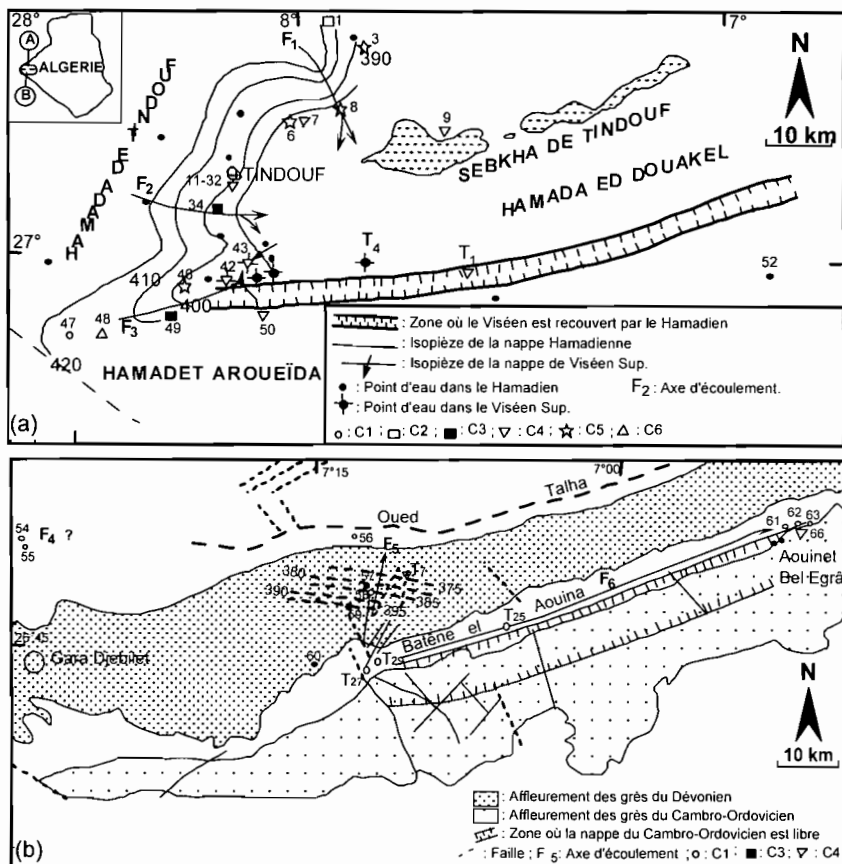 28°
8°
7°
A
ALGERIE
B
F1
1
3
390
N
10 km
HAMADA DE TINDOUF
8
6
7
9
SEBKHA DE TINDOUF
11-32
TINDOUF
HAMADA ED DOUAKEL
F2
34
27°
43
T4
T1
410
48
42
52
400
47
48
F3
49
50
420
HAMADET AROUEÏDA
: Zone où le Viséen est recouvert par le Hamadien
: Isopièze de la nappe Hamadienne
: Isopièze de la nappe de Viséen Sup.
: Point d'eau dans le Hamadien
F2 : Axe d'écoulement.
: Point d'eau dans le Viséen Sup.
: C1 ; : C2 ; : C3 ; : C4 ; : C5 ; : C6
(a)
7°15
7°00
54
F4 ?
55
Oued
Talha
56
F5
61
62
63
66
380
57
T7
375
390
385
59
395
F6
Aouinet
Bel Egrâ
26°45
Gara Djebilet
60
Batène el Aouina
T25
T29
T27
N
10 km
: Affleurement des grès du Dévonien
: Affleurement des grès du Cambro-Ordovicien
: Zone où la nappe du Cambro-Ordovicien est libre
: Faille ; F5: Axe d'écoulement ; : C1 ; : C3 ; : C4
(b)